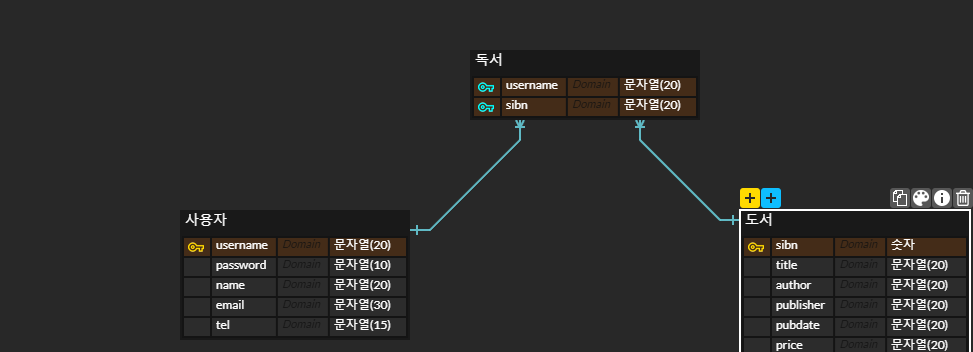 독서
username Domain 문자열(20)
sibn Domain 문자열(20)
사용자
username Domain 문자열(20)
password Domain 문자열(10)
name Domain 문자열(20)
email Domain 문자열(30)
tel Domain 문자열(15)
도서
sibn Domain 숫자
title Domain 문자열(20)
author Domain 문자열(20)
publisher Domain 문자열(20)
pubdate Domain 문자열(20)
price Domain 문자열(20)